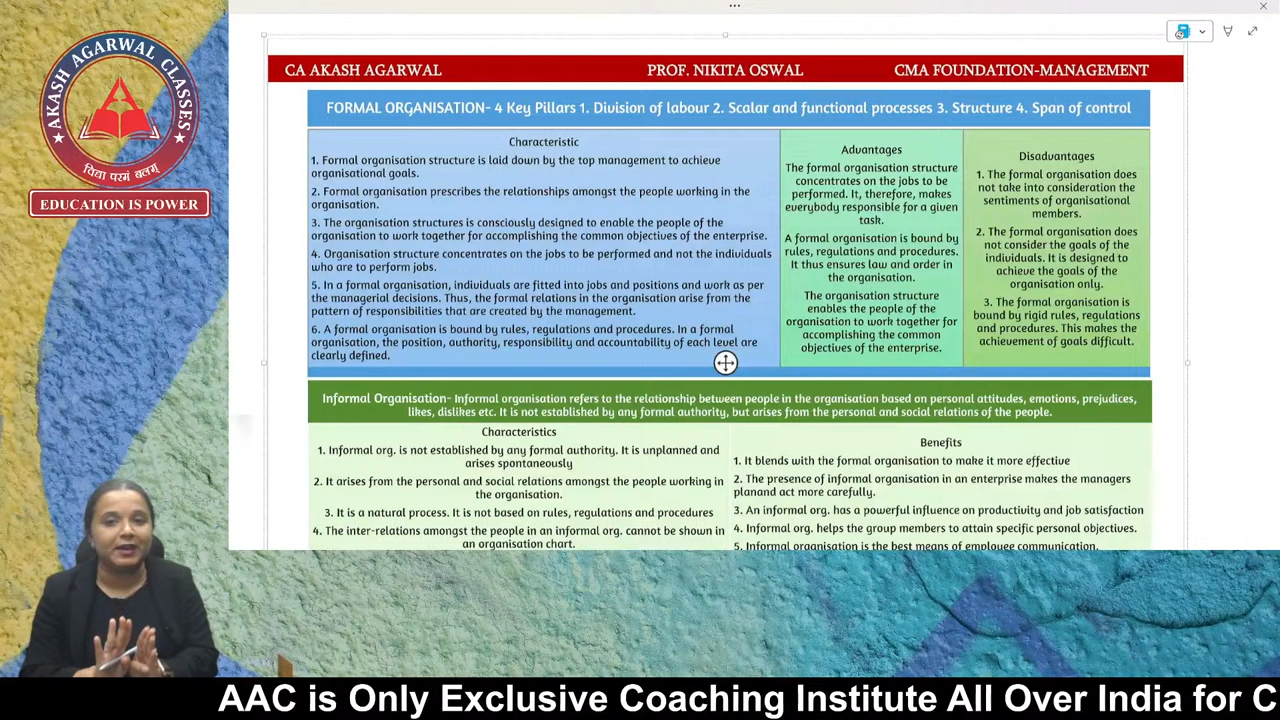 AKASH AGARWAL CLASSES
विद्या परमं बलम्
EDUCATION IS POWER
CA AKASH AGARWAL PROF. NIKITA OSWAL CMA FOUNDATION-MANAGEMENT
FORMAL ORGANISATION- 4 Key Pillars 1. Division of labour 2. Scalar and functional processes 3. Structure 4. Span of control
Characteristic
1. Formal organisation structure is laid down by the top management to achieve
organisational goals.
2. Formal organisation prescribes the relationships amongst the people working in the
organisation.
3. The organisation structures is consciously designed to enable the people of the
organisation to work together for accomplishing the common objectives of the enterprise.
4. Organisation structure concentrates on the jobs to be performed and not the individuals
who are to perform jobs.
5. In a formal organisation, individuals are fitted into jobs and positions and work as per
the managerial decisions. Thus, the formal relations in the organisation arise from the
pattern of responsibilities that are created by the management.
6. A formal organisation is bound by rules, regulations and procedures. In a formal
organisation, the position, authority, responsibility and accountability of each level are
clearly defined.
Advantages
The formal organisation structure
concentrates on the jobs to be
performed. It, therefore, makes
everybody responsible for a given
task.
A formal organisation is bound by
rules, regulations and procedures.
It thus ensures law and order in
the organisation.
The organisation structure
enables the people of the
organisation to work together for
accomplishing the common
objectives of the enterprise.
Disadvantages
1. The formal organisation does
not take into consideration the
sentiments of organisational
members.
2. The formal organisation does
not consider the goals of the
individuals. It is designed to
achieve the goals of the
organisation only.
3. The formal organisation is
bound by rigid rules, regulations
and procedures. This makes the
achievement of goals difficult.
Informal Organisation- Informal organisation refers to the relationship between people in the organisation based on personal attitudes, emotions, prejudices,
likes, dislikes etc. It is not established by any formal authority, but arises from the personal and social relations of the people.
Characteristics
1. Informal org. is not established by any formal authority. It is unplanned and
arises spontaneously
2. It arises from the personal and social relations amongst the people working in
the organisation.
3. It is a natural process. It is not based on rules, regulations and procedures
4. The inter-relations amongst the people in an informal org. cannot be shown in
an organisation chart.
Benefits
1. It blends with the formal organisation to make it more effective
2. The presence of informal organisation in an enterprise makes the managers
planand act more carefully.
3. An informal org. has a powerful influence on productivity and job satisfaction
4. Informal org. helps the group members to attain specific personal objectives.
5. Informal organisation is the best means of employee communication.
AAC is Only Exclusive Coaching Institute All Over India for C